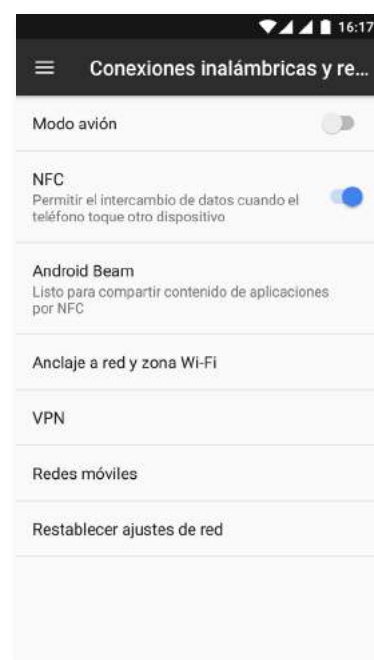 16:17
Conexiones inalámbricas y re...
Modo avión
NFC
Permitir el intercambio de datos cuando el
teléfono toque otro dispositivo
Android Beam
Listo para compartir contenido de aplicaciones
por NFC
Anclaje a red y zona Wi-Fi
VPN
Redes móviles
Restablecer ajustes de red